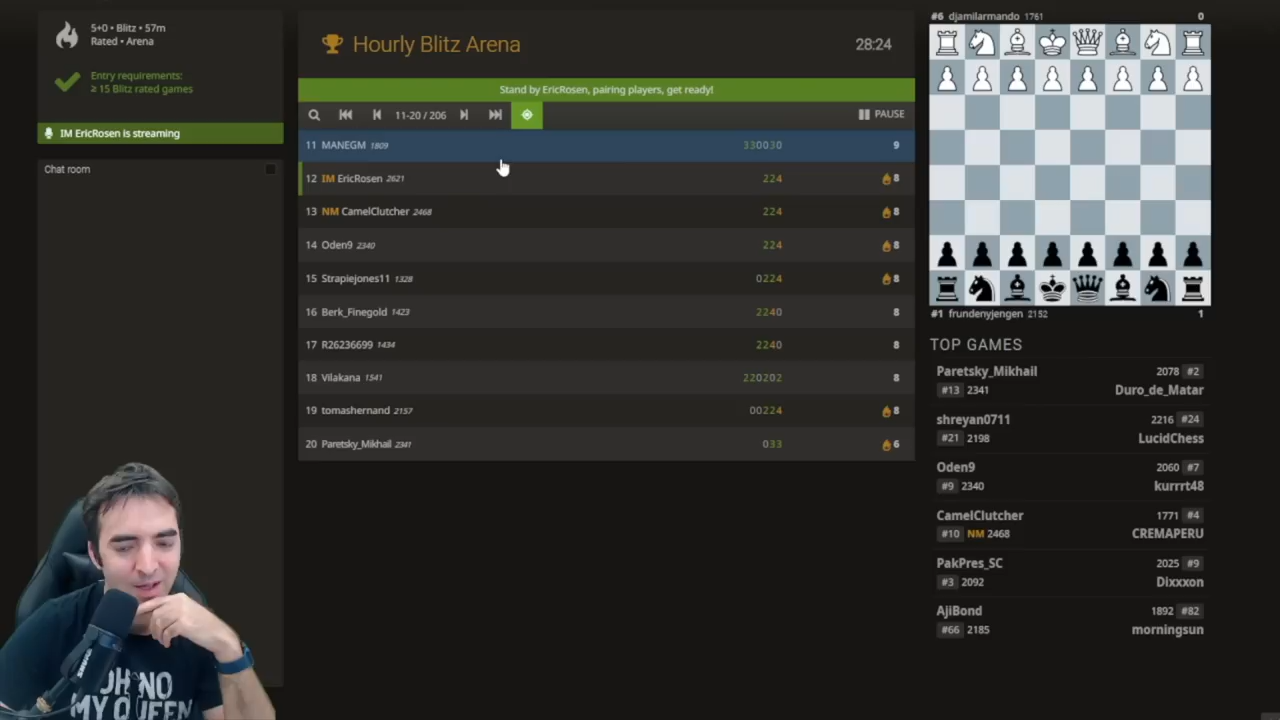 5+0 • Blitz • 57m
Rated • Arena
Entry requirements:
≥ 15 Blitz rated games
IM EricRosen is streaming
Chat room
Hourly Blitz Arena
28:24
Stand by EricRosen, pairing players, get ready!
11-20 / 206
PAUSE
11 MANEGM 1809 330030 9
12 IM EricRosen 2621 224 8
13 NM CamelClutcher 2468 224 8
14 Oden9 2340 224 8
15 Strapiejones11 1328 0224 8
16 Berk_Finegold 1423 2240 8
17 R26236699 1434 2240 8
18 Vilakana 1541 220202 8
19 tomashernand 2157 00224 8
20 Paretsky_Mikhail 2341 033 6
#6 djamilarmando 1761 0
#1 frundenyjengen 2152 1
TOP GAMES
Paretsky_Mikhail 2078 #2
#13 2341 Duro_de_Matar
shreyan0711 2216 #24
#21 2198 LucidChess
Oden9 2060 #7
#9 2340 kurrrt48
CamelClutcher 1771 #4
#10 NM 2468 CREMAPERU
PakPres_SC 2025 #9
#3 2092 Dixxxon
AjiBond 1892 #82
#66 2185 morningsun
OH NO
MY QUEEN